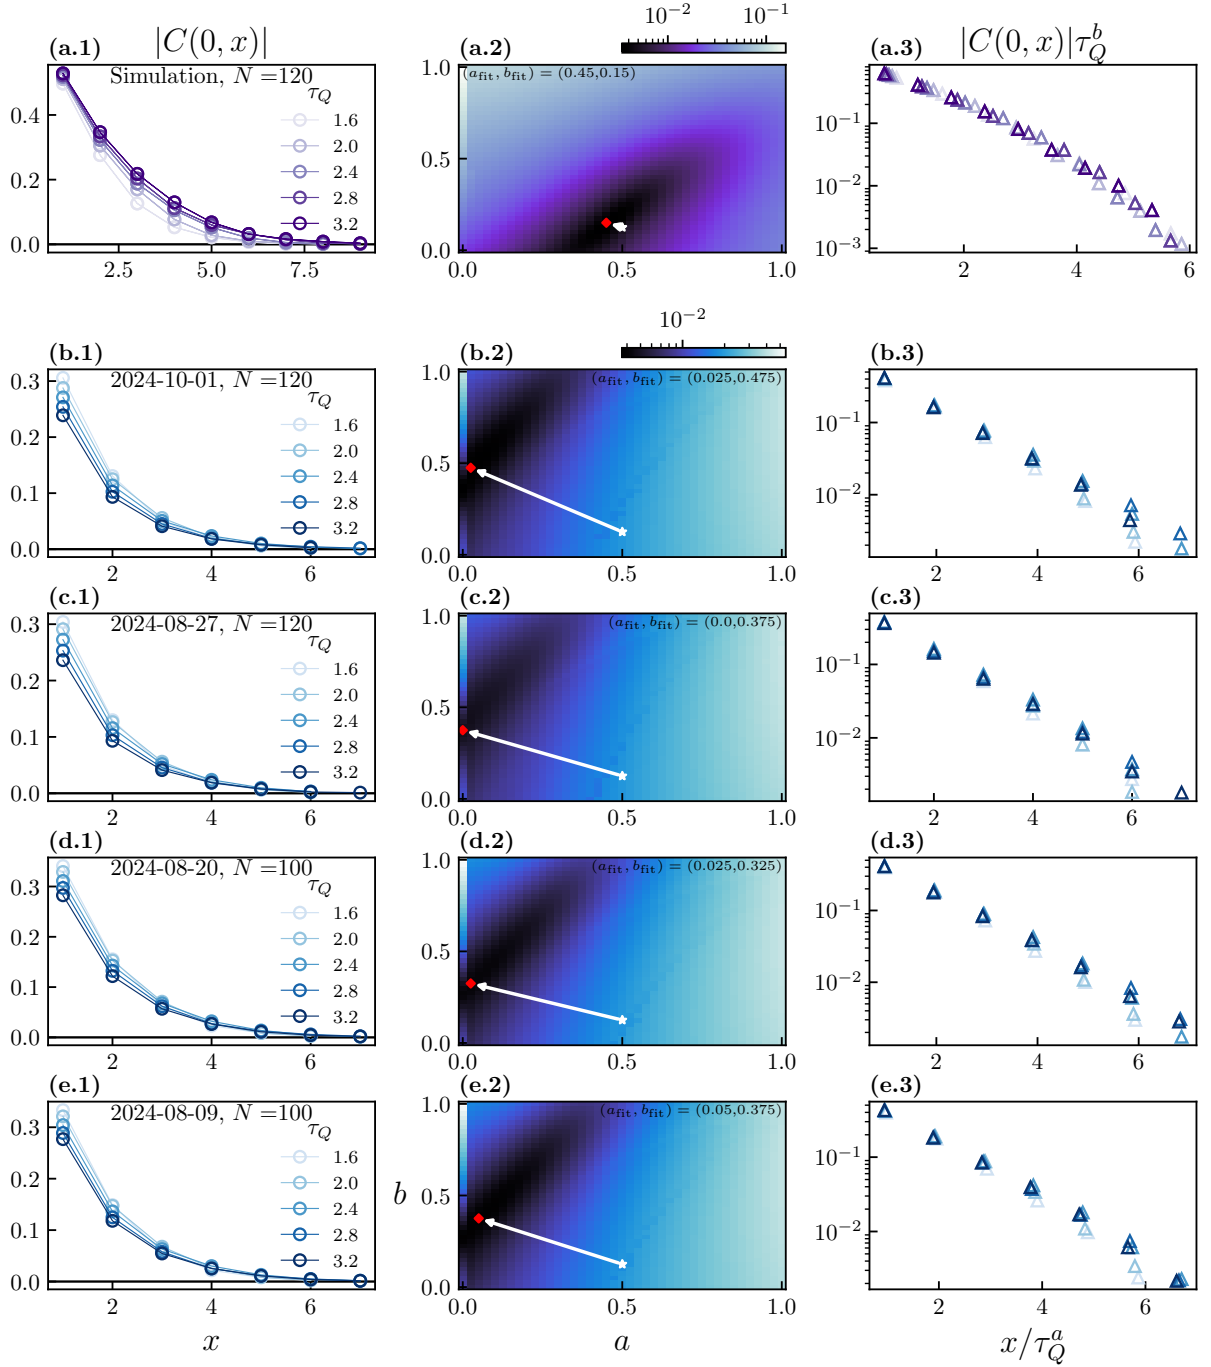 (a.1) |C(0, x)|
(a.2) 10⁻² 10⁻¹
(a.3) |C(0, x)|τ_Q^b
Simulation, N =120
τ_Q
1.6
2.0
2.4
2.8
3.2
0.4
0.2
0.0
2.5 5.0 7.5
(a_fit, b_fit) = (0.45,0.15)
1.0
0.5
0.0
0.0 0.5 1.0
10⁻¹
10⁻²
10⁻³
2 4 6
(b.1)
(b.2) 10⁻²
(b.3)
2024-10-01, N =120
τ_Q
1.6
2.0
2.4
2.8
3.2
0.3
0.2
0.1
0.0
2 4 6
(a_fit, b_fit) = (0.025,0.475)
1.0
0.5
0.0
0.0 0.5 1.0
10⁻¹
10⁻²
2 4 6
(c.1)
(c.2)
(c.3)
2024-08-27, N =120
τ_Q
1.6
2.0
2.4
2.8
3.2
0.3
0.2
0.1
0.0
2 4 6
(a_fit, b_fit) = (0.0,0.375)
1.0
0.5
0.0
0.0 0.5 1.0
10⁻¹
10⁻²
2 4 6
(d.1)
(d.2)
(d.3)
2024-08-20, N =100
τ_Q
1.6
2.0
2.4
2.8
3.2
0.3
0.2
0.1
0.0
2 4 6
(a_fit, b_fit) = (0.025,0.325)
1.0
0.5
0.0
0.0 0.5 1.0
10⁻¹
10⁻²
2 4 6
(e.1)
(e.2)
(e.3)
2024-08-09, N =100
τ_Q
1.6
2.0
2.4
2.8
3.2
0.3
0.2
0.1
0.0
2 4 6
x
(a_fit, b_fit) = (0.05,0.375)
1.0
0.5
0.0
b
0.0 0.5 1.0
a
10⁻¹
10⁻²
2 4 6
x/τ_Q^a